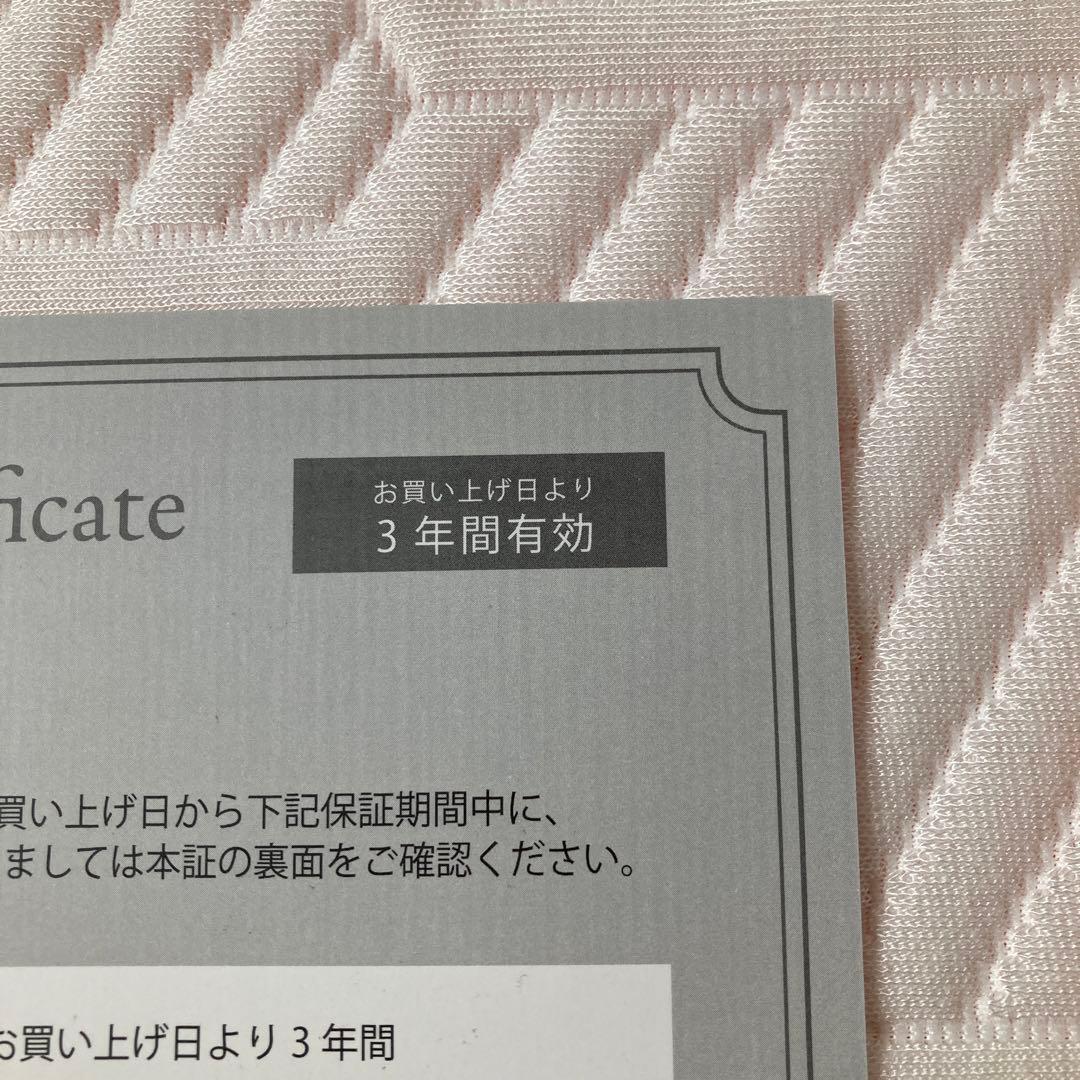 ficate
お買い上げ日より
3 年間有効
買い上げ日から下記保証期間中に、
ましては本証の裏面をご確認ください。
お買い上げ日より 3 年間